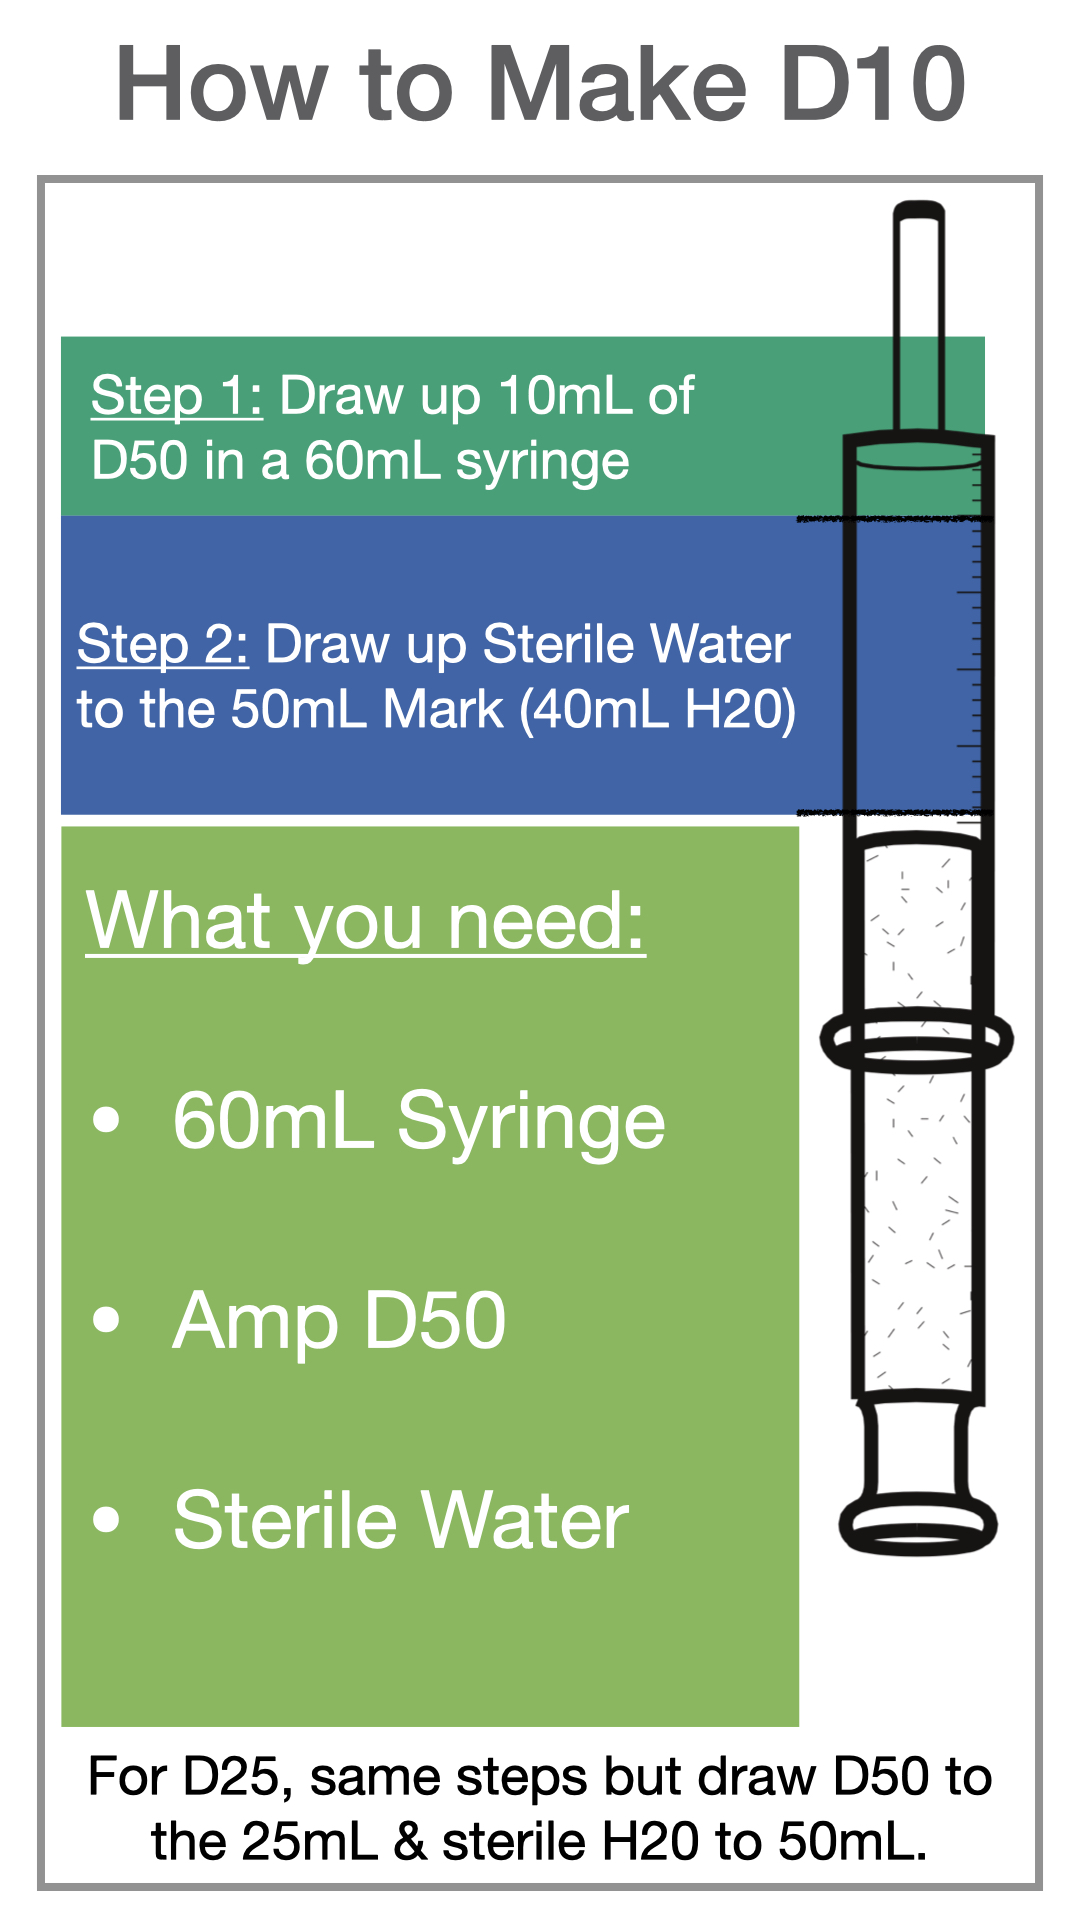 How to Make D10
Step 1: Draw up 10mL of
D50 in a 60mL syringe
Step 2: Draw up Sterile Water
to the 50mL Mark (40mL H20)
What you need:
• 60mL Syringe
• Amp D50
• Sterile Water
For D25, same steps but draw D50 to
the 25mL & sterile H20 to 50mL.